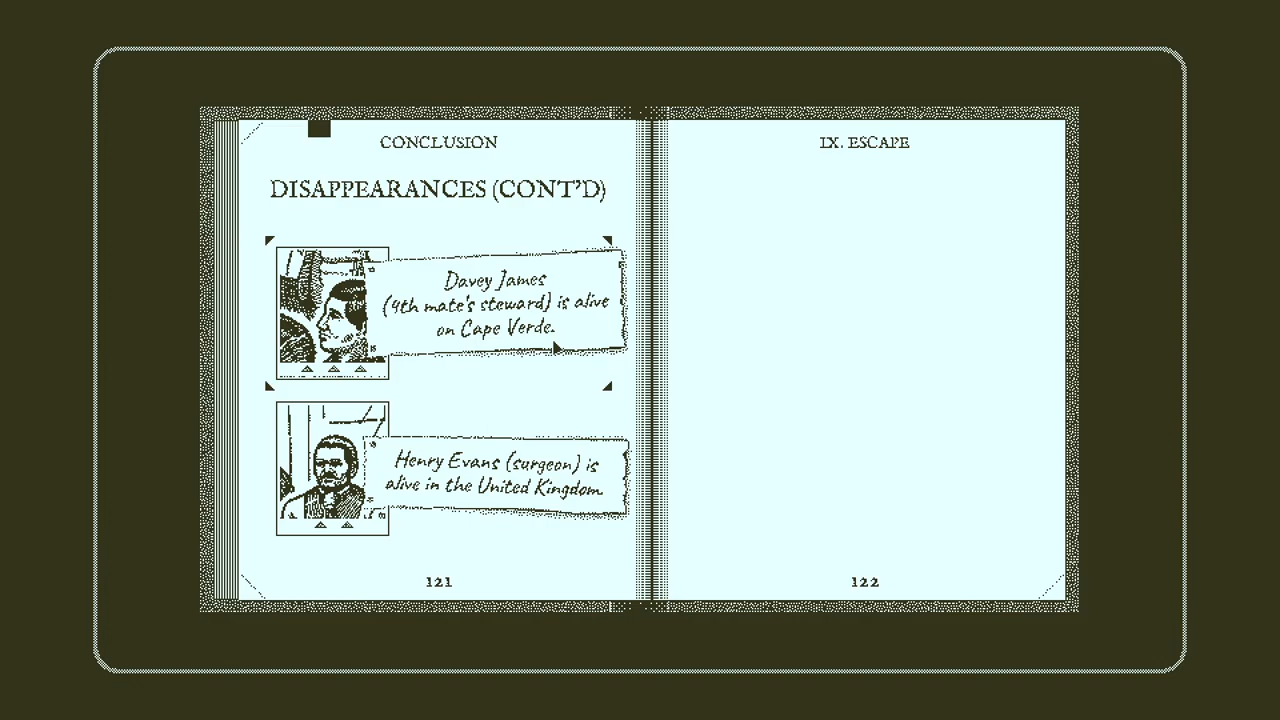 CONCLUSION
DISAPPEARANCES (CONT'D)
Davey James
(4th mate's steward) is alive
on Cape Verde.
Henry Evans (surgeon) is
alive in the United Kingdom.
121
IX. ESCAPE
122